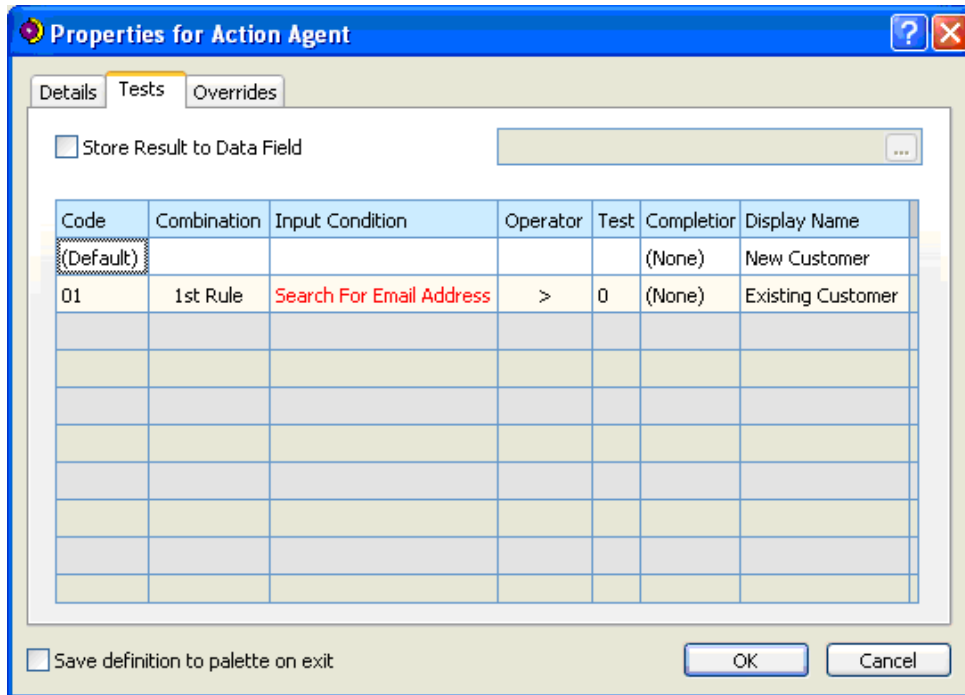 Properties for Action Agent
Details Tests Overrides
Store Result to Data Field ...
Code Combination Input Condition Operator Test Completior Display Name
(Default) (None) New Customer
01 1st Rule Search For Email Address > 0 (None) Existing Customer
Save definition to palette on exit OK Cancel